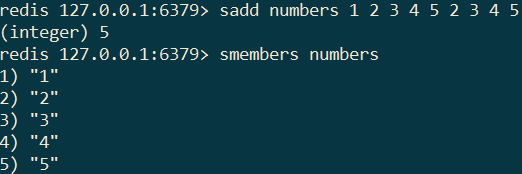 redis 127.0.0.1:6379> sadd numbers 1 2 3 4 5 2 3 4 5
(integer) 5
redis 127.0.0.1:6379> smembers numbers
1) "1"
2) "2"
3) "3"
4) "4"
5) "5"